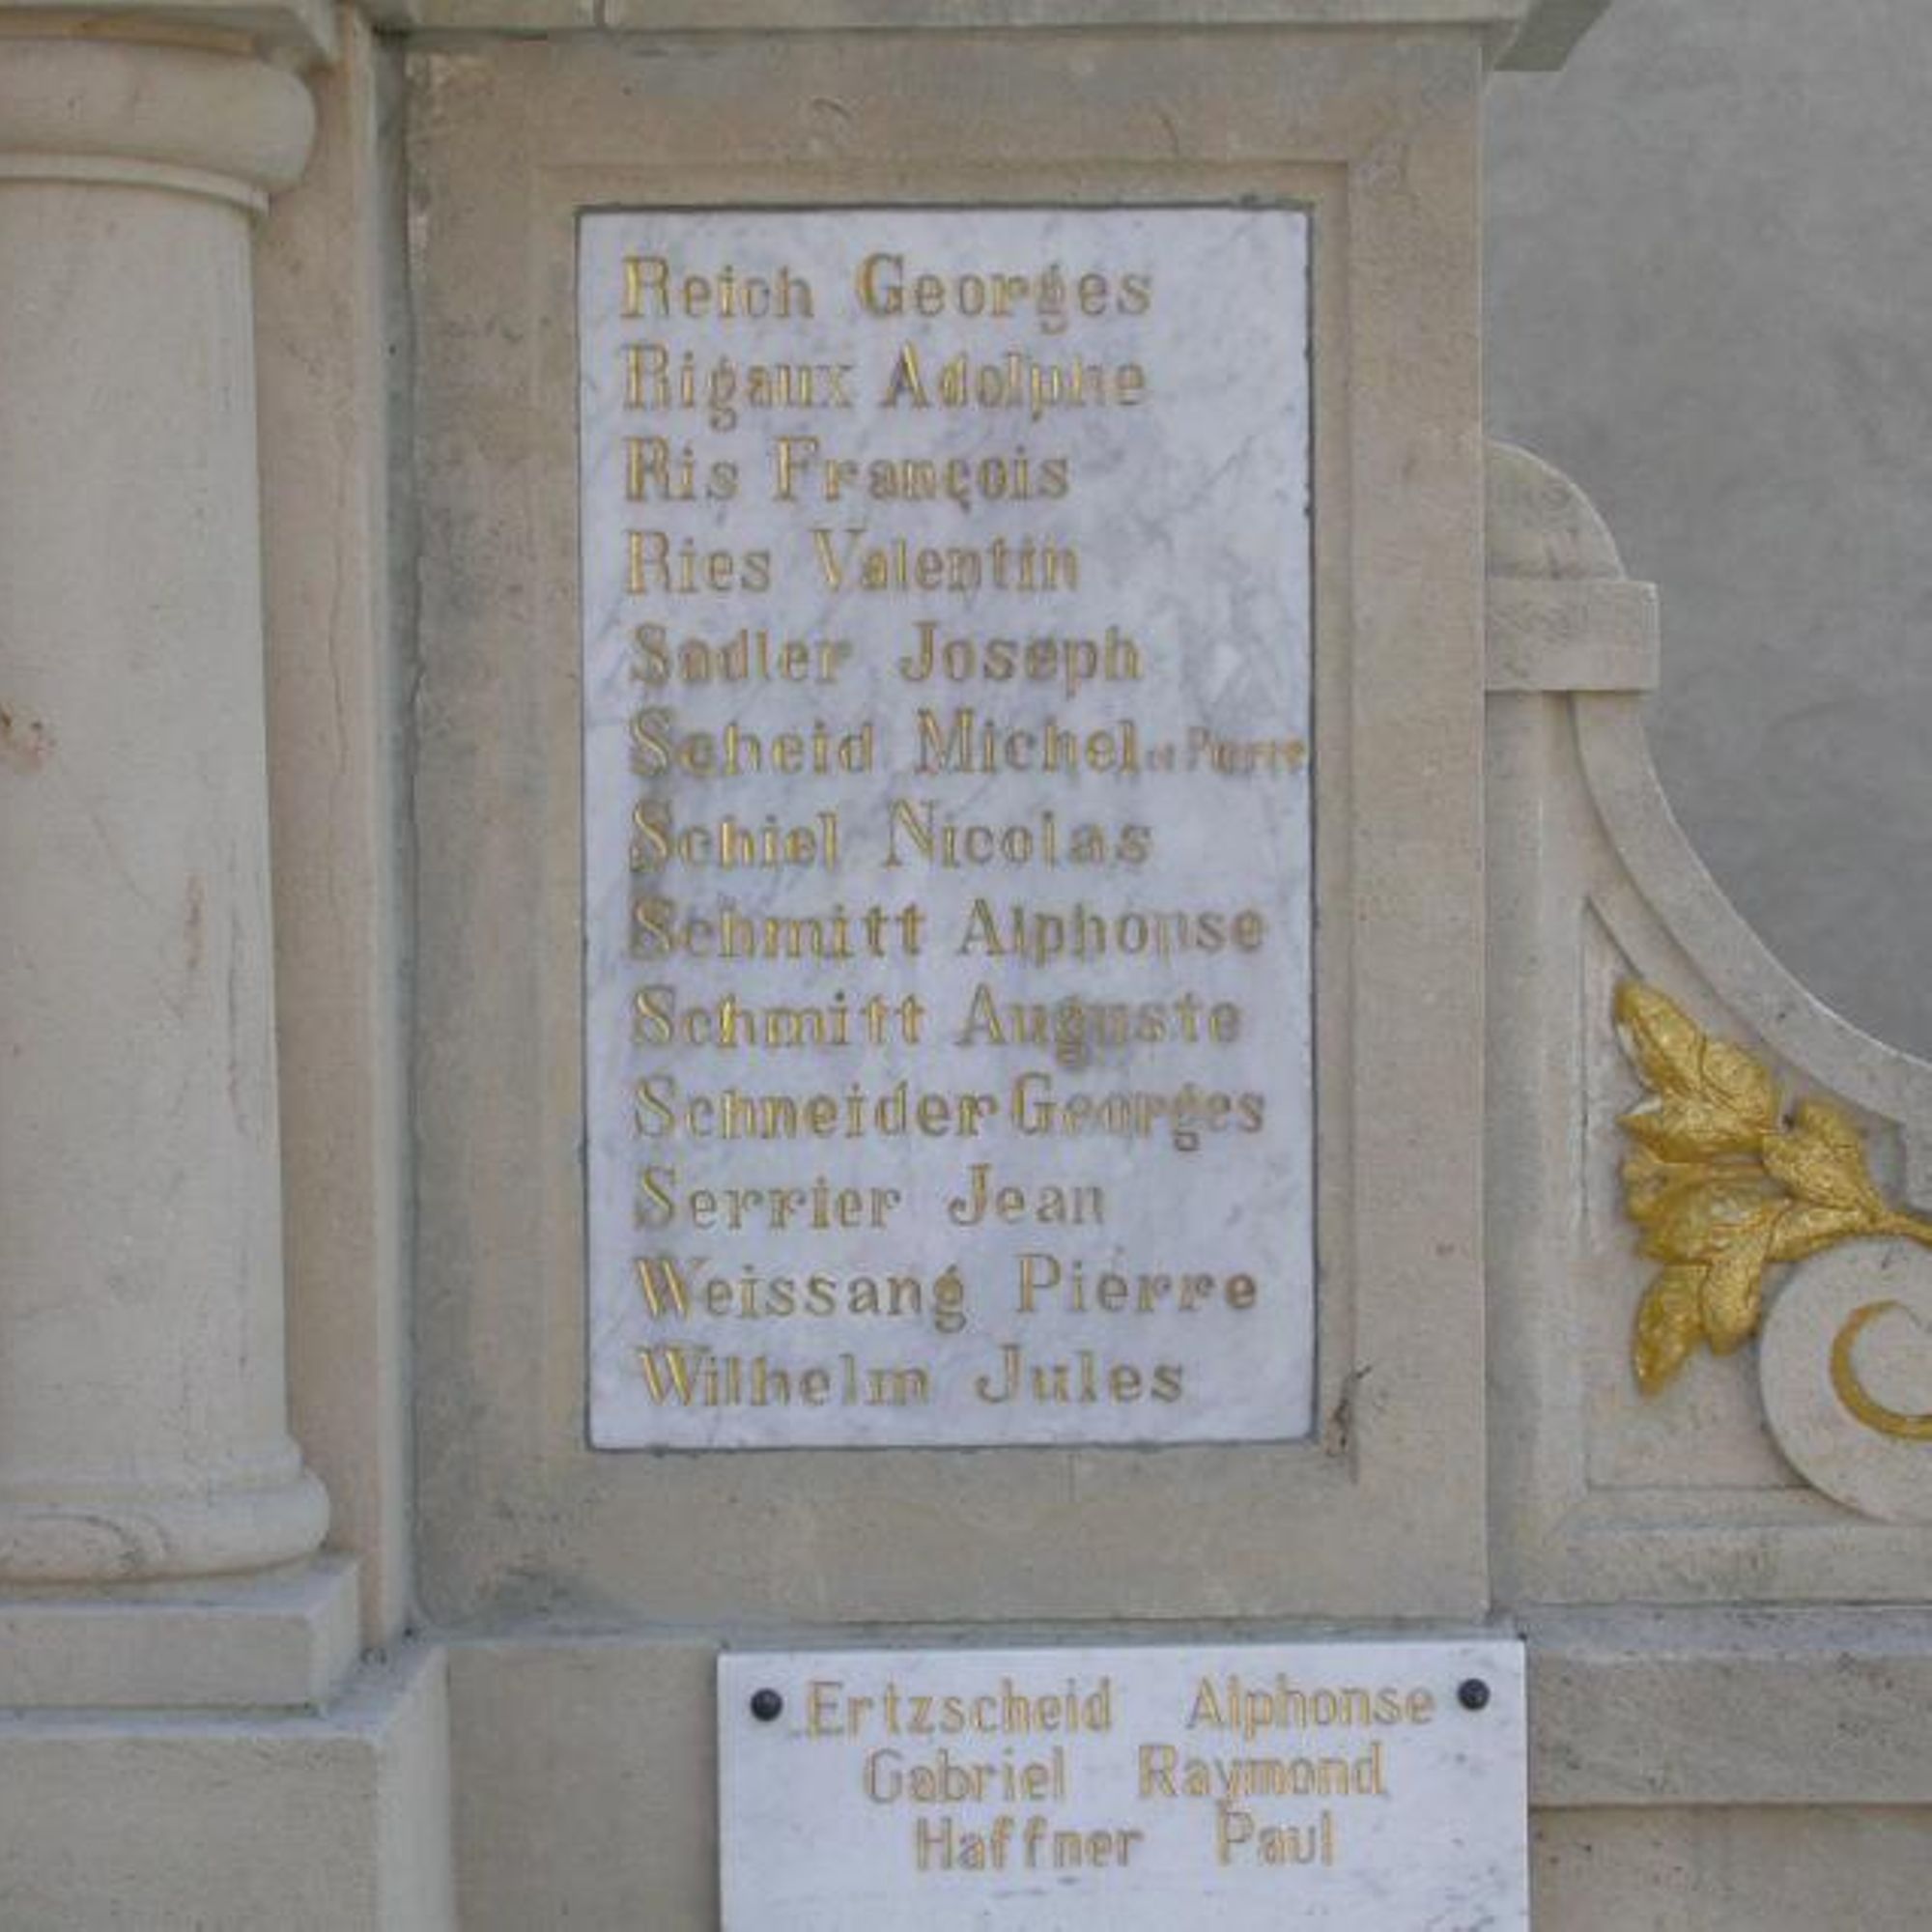 Reich Georges
Rigaux Adolphe
Ris François
Ries Valentin
Sadler Joseph
Scheid Michel et Pierre
Schiel Nicolas
Schmitt Alphonse
Schmitt Auguste
Schneider Georges
Serrier Jean
Weissang Pierre
Wilhelm Jules
Ertzscheid Alphonse
Gabriel Raymond
Haffner Paul